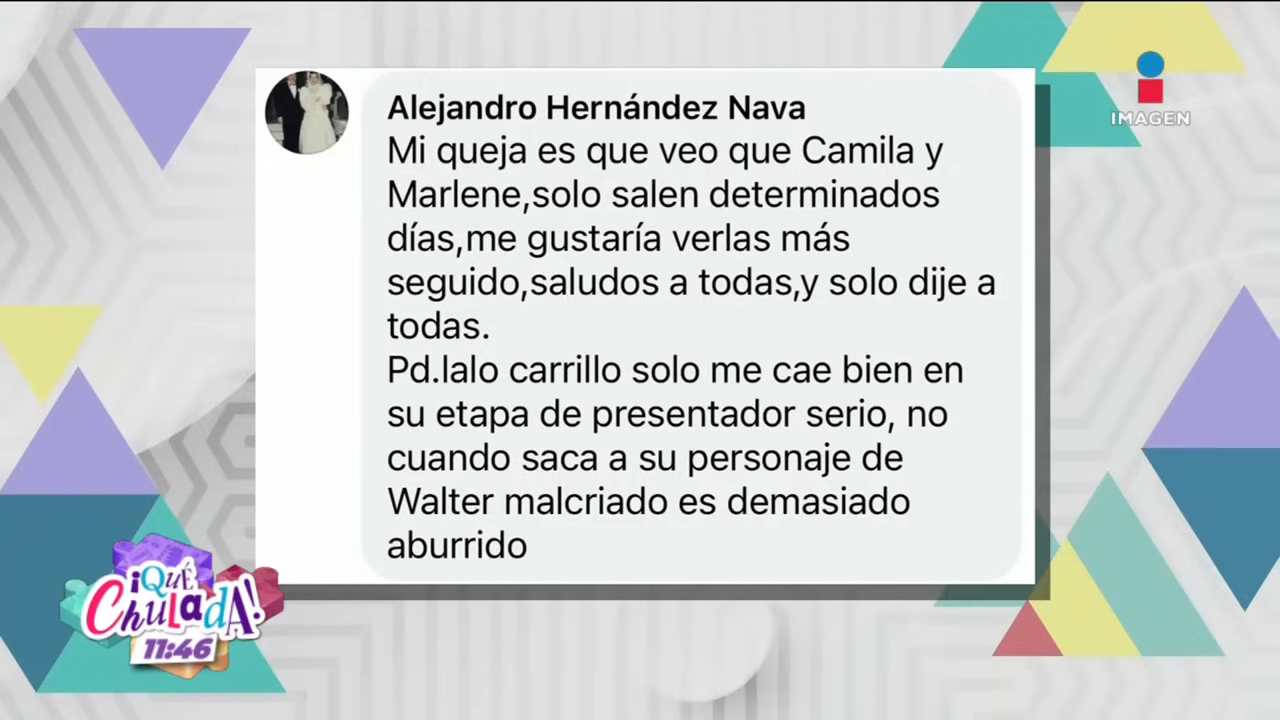 Alejandro Hernández Nava
Mi queja es que veo que Camila y
Marlene,solo salen determinados
días,me gustaría verlas más
seguido,saludos a todas,y solo dije a
todas.
Pd.lalo carrillo solo me cae bien en
su etapa de presentador serio, no
cuando saca a su personaje de
Walter malcriado es demasiado
aburrido
IMAGEN
¡QUÉ
ChuLadA!
11:46